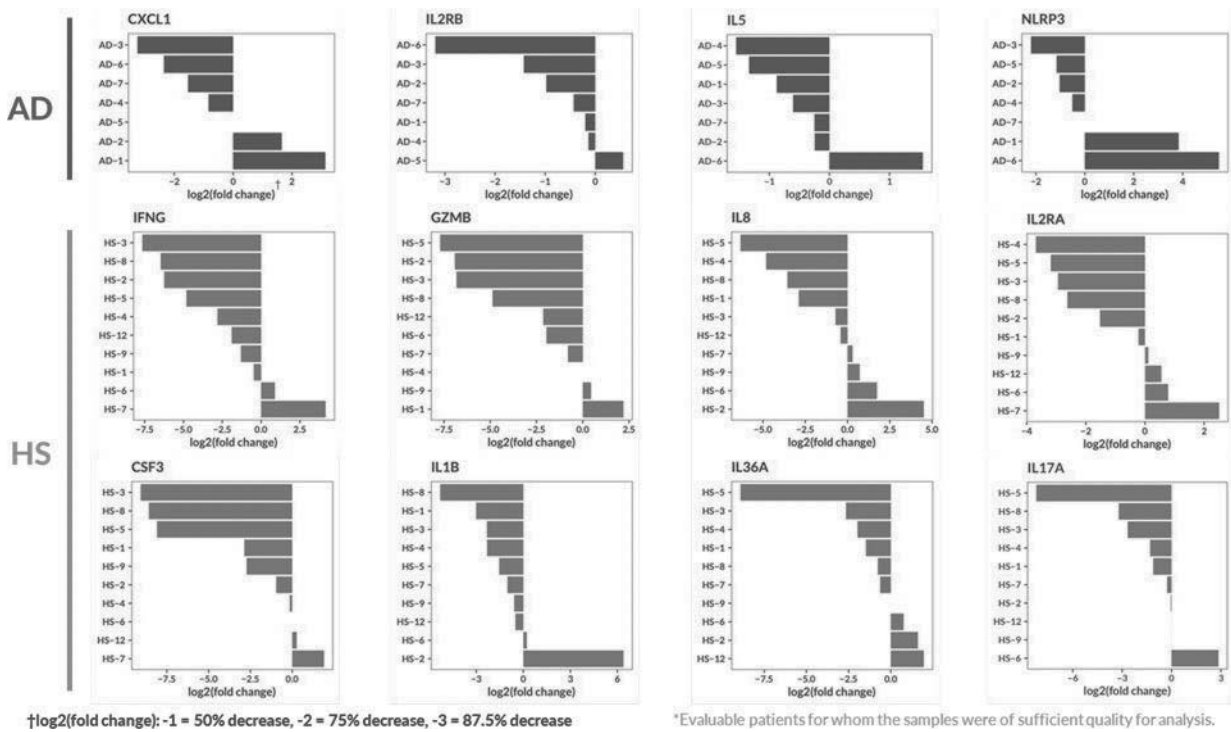 AD
CXCL1
AD-3
AD-6
AD-7
AD-4
AD-5
AD-2
AD-1
-2 0 2
log2(fold change)†
IL2RB
AD-6
AD-3
AD-2
AD-7
AD-1
AD-4
AD-5
-3 -2 -1 0
log2(fold change)
IL5
AD-4
AD-5
AD-1
AD-3
AD-7
AD-2
AD-6
-1 0 1
log2(fold change)
NLRP3
AD-3
AD-5
AD-2
AD-4
AD-7
AD-1
AD-6
-2 0 2 4
log2(fold change)
HS
IFNG
HS-3
HS-8
HS-2
HS-5
HS-4
HS-12
HS-9
HS-1
HS-6
HS-7
-7.5 -5.0 -2.5 0.0 2.5
log2(fold change)
GZMB
HS-5
HS-2
HS-3
HS-8
HS-12
HS-6
HS-7
HS-4
HS-9
HS-1
-7.5 -5.0 -2.5 0.0 2.5
log2(fold change)
IL8
HS-5
HS-4
HS-8
HS-1
HS-3
HS-12
HS-7
HS-9
HS-6
HS-2
-5.0 -2.5 0.0 2.5 5.0
log2(fold change)
IL2RA
HS-4
HS-5
HS-3
HS-8
HS-2
HS-1
HS-9
HS-12
HS-6
HS-7
-4 -2 0 2
log2(fold change)
CSF3
HS-3
HS-8
HS-5
HS-1
HS-9
HS-2
HS-4
HS-6
HS-12
HS-7
-7.5 -5.0 -2.5 0.0
log2(fold change)
IL1B
HS-8
HS-1
HS-3
HS-4
HS-5
HS-7
HS-9
HS-12
HS-6
HS-2
-3 0 3 6
log2(fold change)
IL36A
HS-5
HS-3
HS-4
HS-1
HS-8
HS-7
HS-9
HS-6
HS-2
HS-12
-7.5 -5.0 -2.5 0.0
log2(fold change)
IL17A
HS-5
HS-8
HS-3
HS-4
HS-1
HS-7
HS-2
HS-12
HS-9
HS-6
-6 -3 0 3
log2(fold change)
†log2(fold change): -1 = 50% decrease, -2 = 75% decrease, -3 = 87.5% decrease
*Evaluable patients for whom the samples were of sufficient quality for analysis.